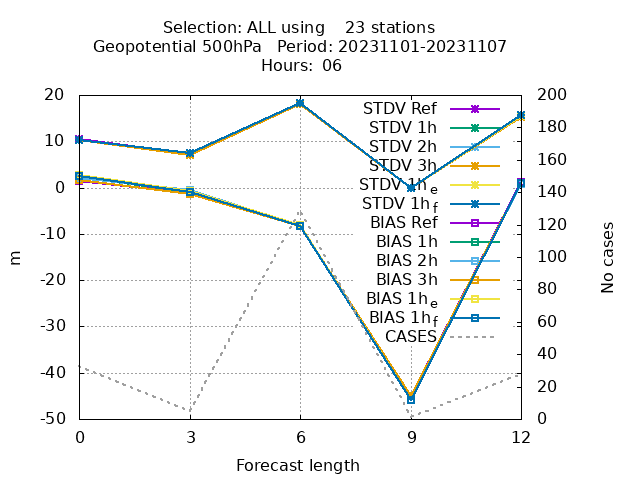 Selection: ALL using    23 stations
Geopotential 500hPa   Period: 20231101-20231107
Hours:  06
20
10
0
-10
-20
-30
-40
-50
m
200
180
160
140
120
100
80
60
40
20
0
No cases
STDV Ref
STDV 1h
STDV 2h
STDV 3h
STDV 1he
STDV 1hf
BIAS Ref
BIAS 1h
BIAS 2h
BIAS 3h
BIAS 1he
BIAS 1hf
CASES
0 3 6 9 12
Forecast length